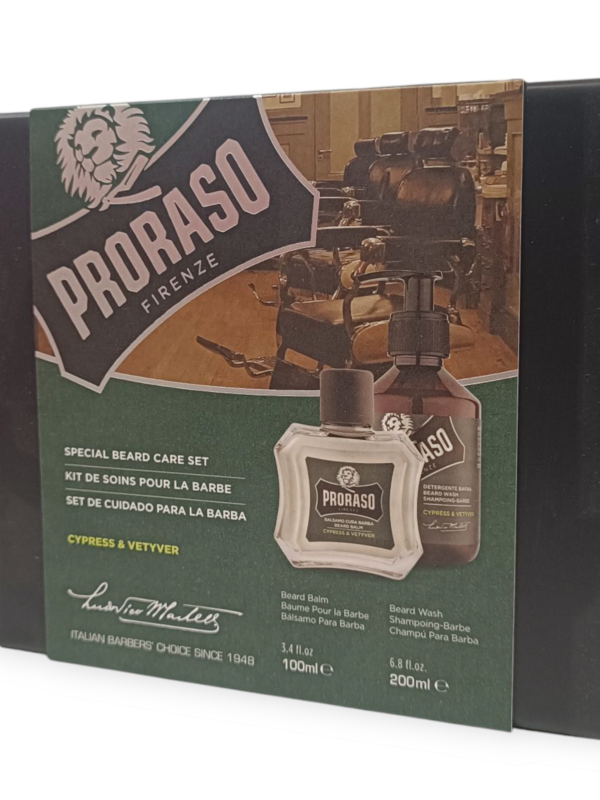 PRORASO
FIRENZE
SPECIAL BEARD CARE SET
KIT DE SOINS POUR LA BARBE
SET DE CUIDADO PARA LA BARBA
CYPRESS & VETYVER
Ludovico Martelli
ITALIAN BARBERS' CHOICE SINCE 1948
PRORASO
FIRENZE
BALSAMO CURA BARBA
BEARD BALM
CYPRESS & VETYVER
DETERGENTE BARBA
BEARD WASH
SHAMPOING-BARBE
CYPRESS & VETYVER
Beard Balm
Baume Pour la Barbe
Bálsamo Para Barba
3.4 fl.oz
100ml ℮
Beard Wash
Shampoing-Barbe
Champú Para Barba
6.8 fl.oz.
200ml ℮